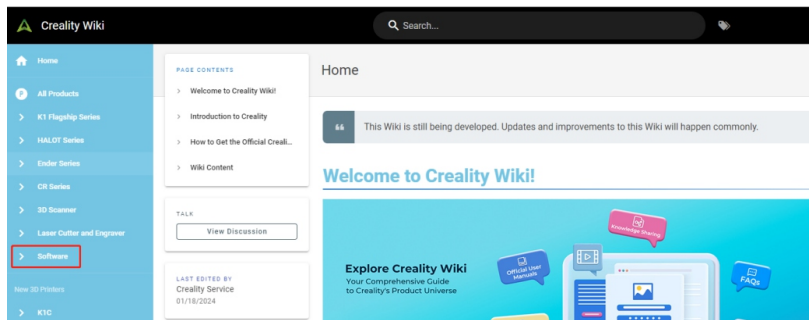 Creality Wiki
Search...
Home
All Products
K1 Flagship Series
HALOT Series
Ender Series
CR Series
3D Scanner
Laser Cutter and Engraver
Software
New 3D Printers
K1C
PAGE CONTENTS
Welcome to Creality Wiki!
Introduction to Creality
How to Get the Official Creali...
Wiki Content
TALK
View Discussion
LAST EDITED BY
Creality Service
01/18/2024
Home
This Wiki is still being developed. Updates and improvements to this Wiki will happen commonly.
Welcome to Creality Wiki!
Explore Creality Wiki
Your Comprehensive Guide
to Creality's Product Universe
Official User
Manuals
Knowledge Sharing
FAQs